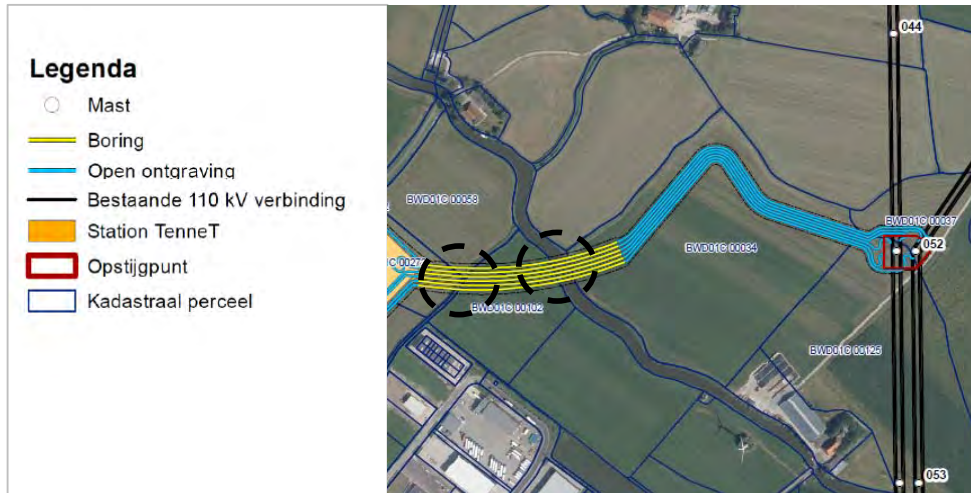 Legenda
Mast
Boring
Open ontgraving
Bestaande 110 kV verbinding
Station TenneT
Opstijgpunt
Kadastraal perceel
044
BWD01C 00058
BWD01C 00037
052
BWD01C 00034
BWD01C 00102
BWD01C 00125
053